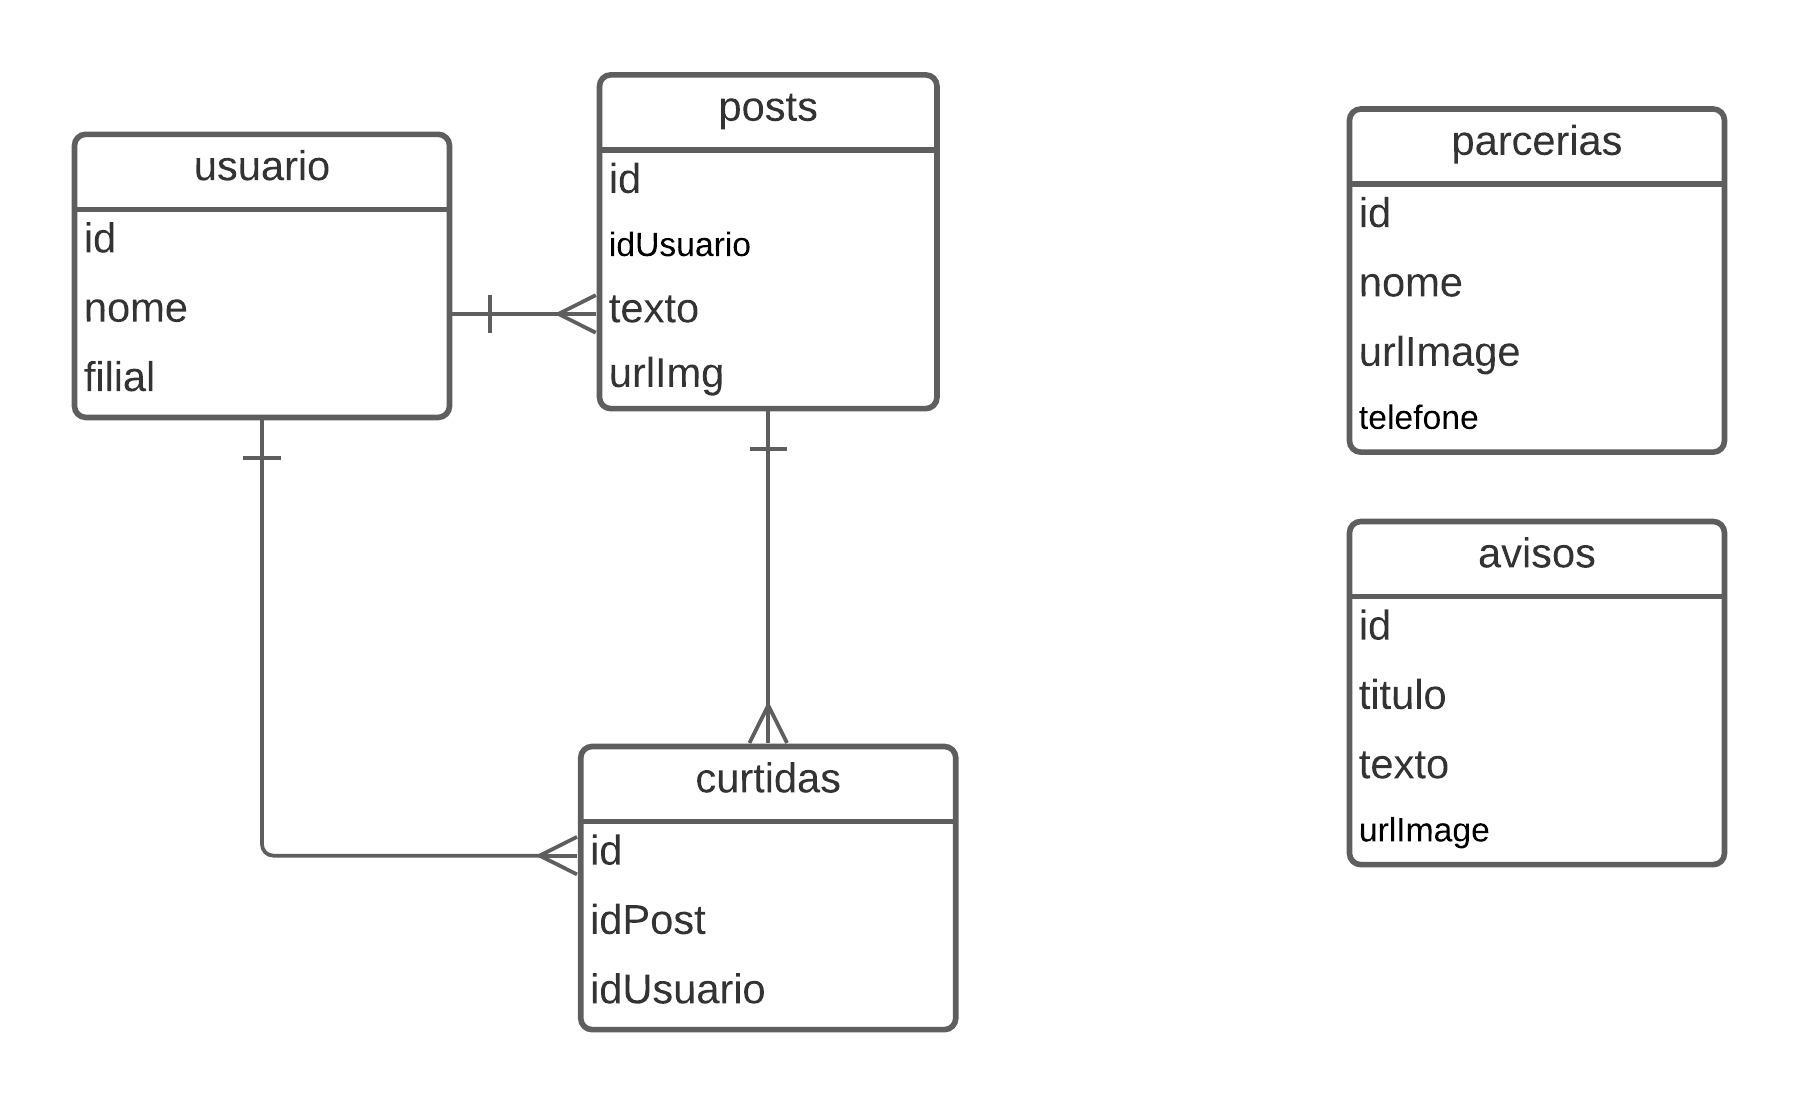 usuario
id
nome
filial
posts
id
idUsuario
texto
urlImg
curtidas
id
idPost
idUsuario
parcerias
id
nome
urlImage
telefone
avisos
id
titulo
texto
urlImage